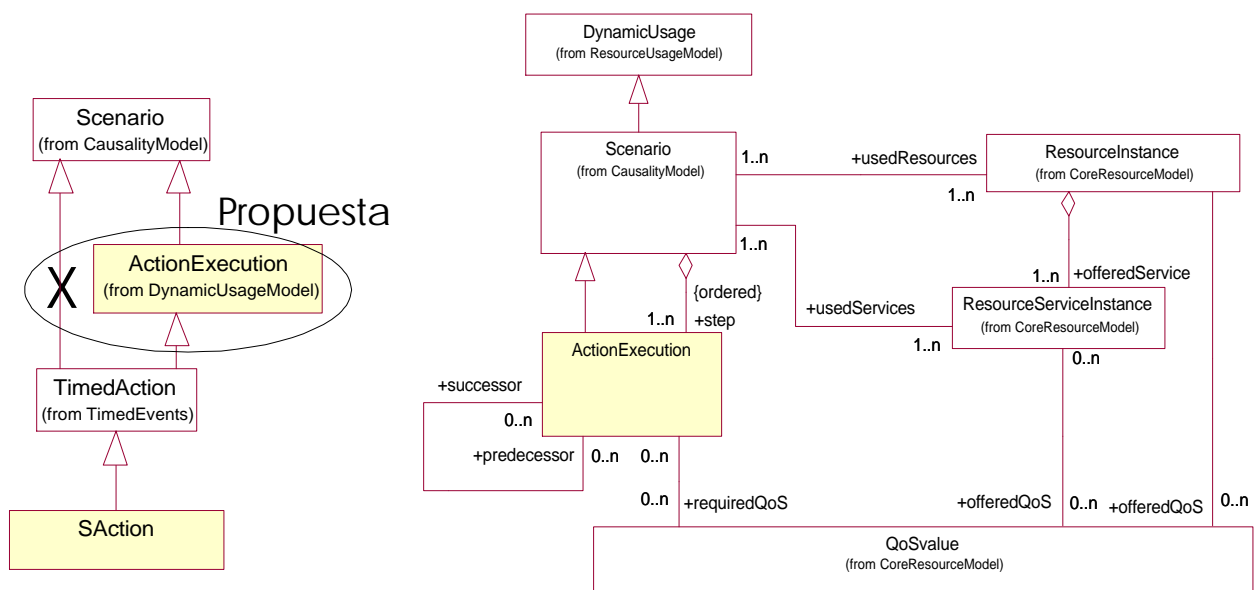 Scenario
(from CausalityModel)
Propuesta
X
ActionExecution
(from DynamicUsageModel)
TimedAction
(from TimedEvents)
SAction
DynamicUsage
(from ResourceUsageModel)
Scenario
(from CausalityModel)
1..n
+usedResources
1..n
ResourceInstance
(from CoreResourceModel)
1..n
+usedServices
1..n
1..n
+offeredService
ResourceServiceInstance
(from CoreResourceModel)
{ordered}
1..n
+step
ActionExecution
+successor
0..n
+predecessor
0..n
0..n
0..n
+requiredQoS
0..n
+offeredQoS
0..n
+offeredQoS
0..n
QoSvalue
(from CoreResourceModel)